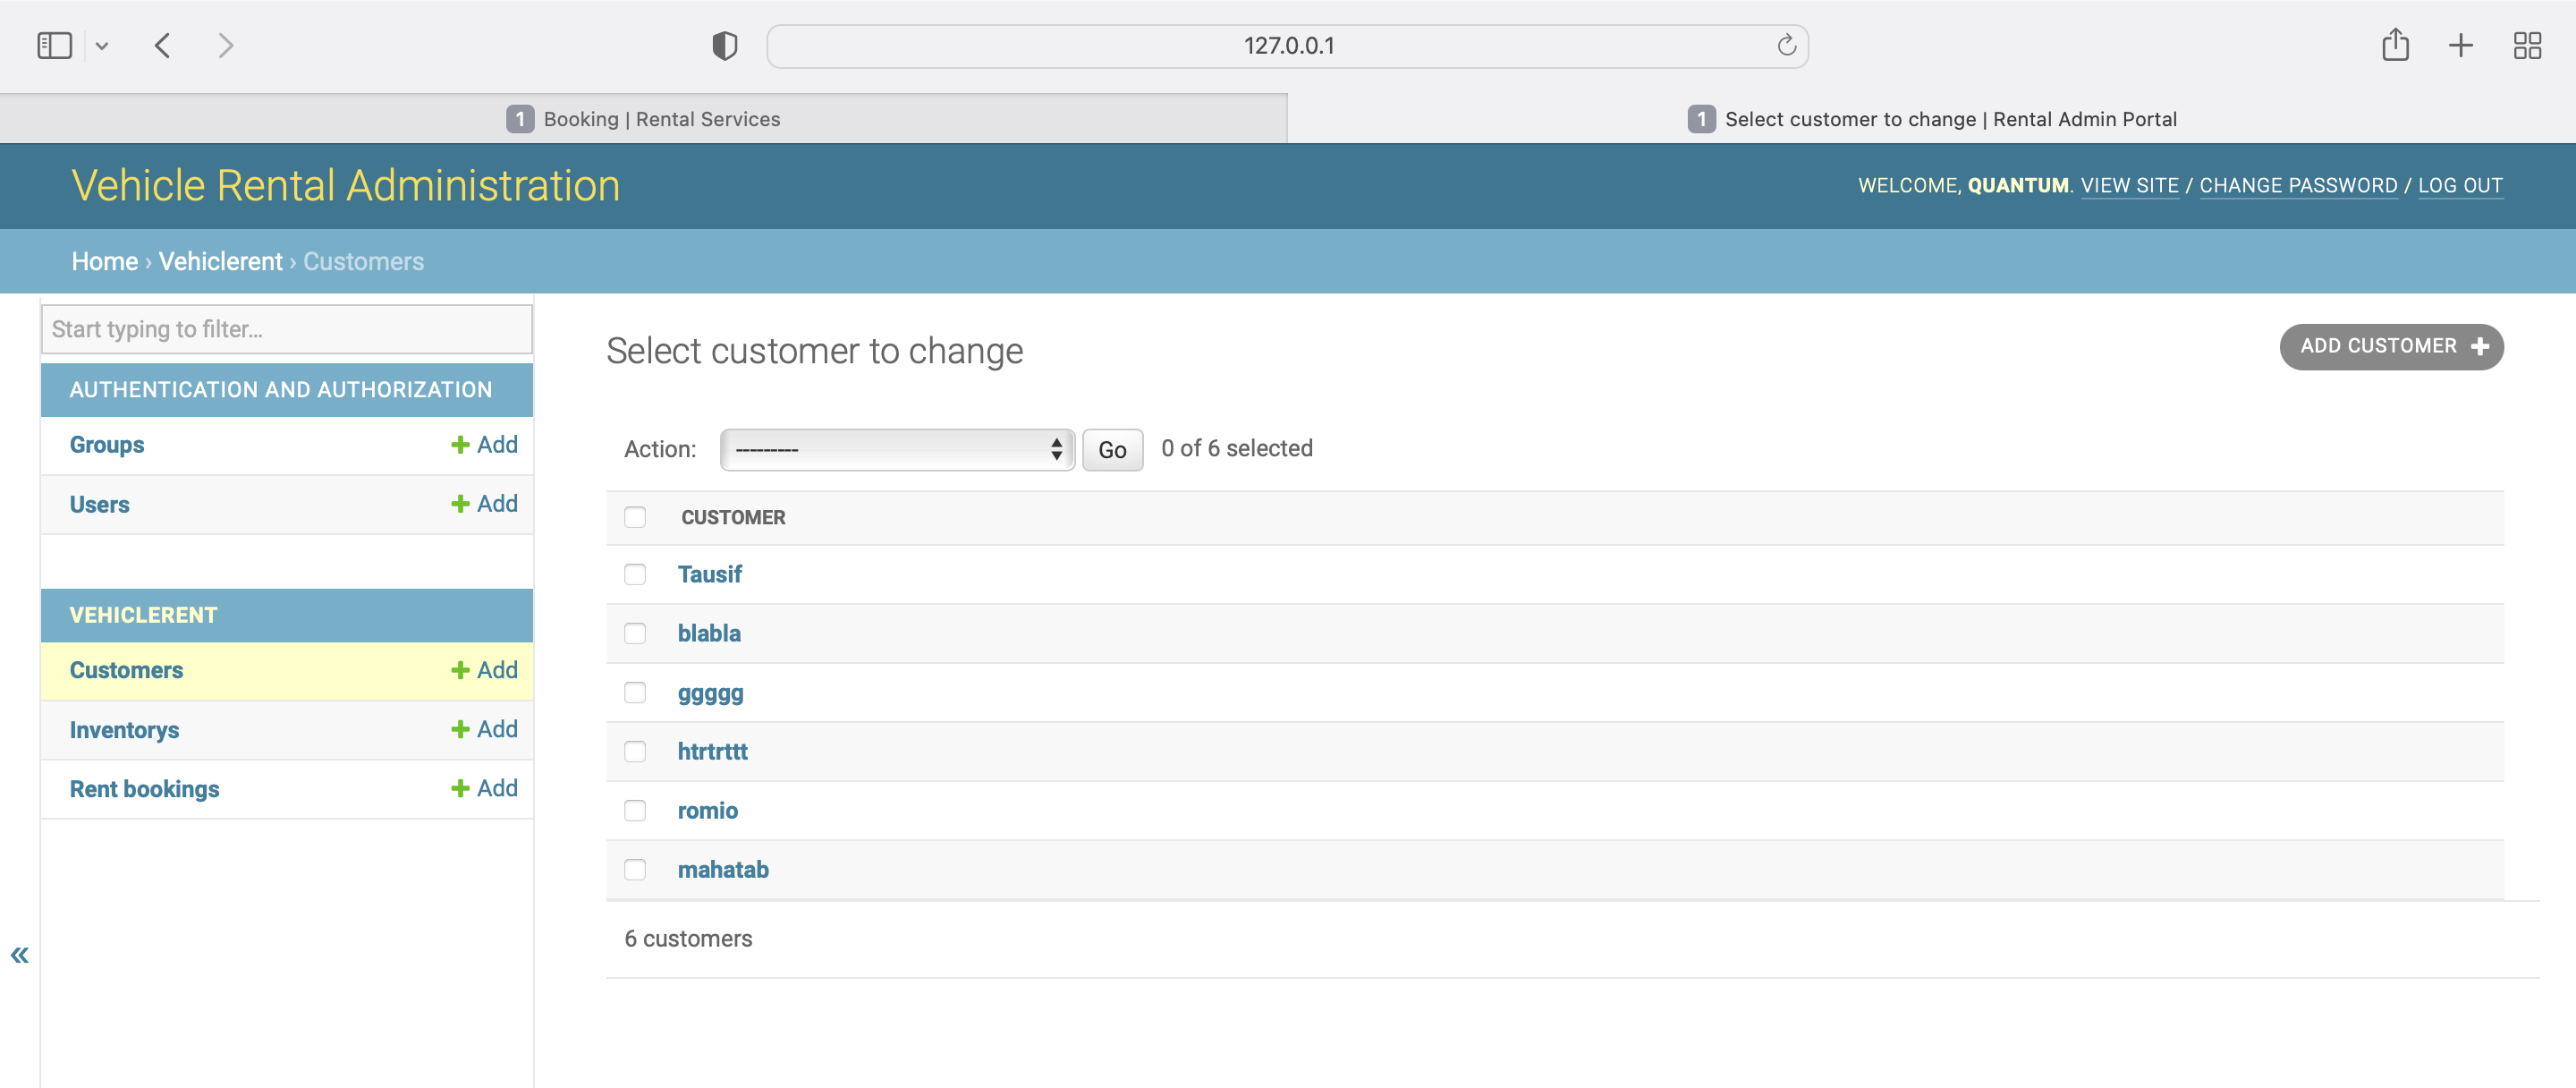 127.0.0.1
1 Booking | Rental Services
1 Select customer to change | Rental Admin Portal
Vehicle Rental Administration
WELCOME, QUANTUM. VIEW SITE / CHANGE PASSWORD / LOG OUT
Home › Vehiclerent › Customers
Start typing to filter...
AUTHENTICATION AND AUTHORIZATION
Groups + Add
Users + Add
VEHICLERENT
Customers + Add
Inventorys + Add
Rent bookings + Add
«
Select customer to change
ADD CUSTOMER +
Action: --------- Go 0 of 6 selected
CUSTOMER
Tausif
blabla
ggggg
htrtrttt
romio
mahatab
6 customers